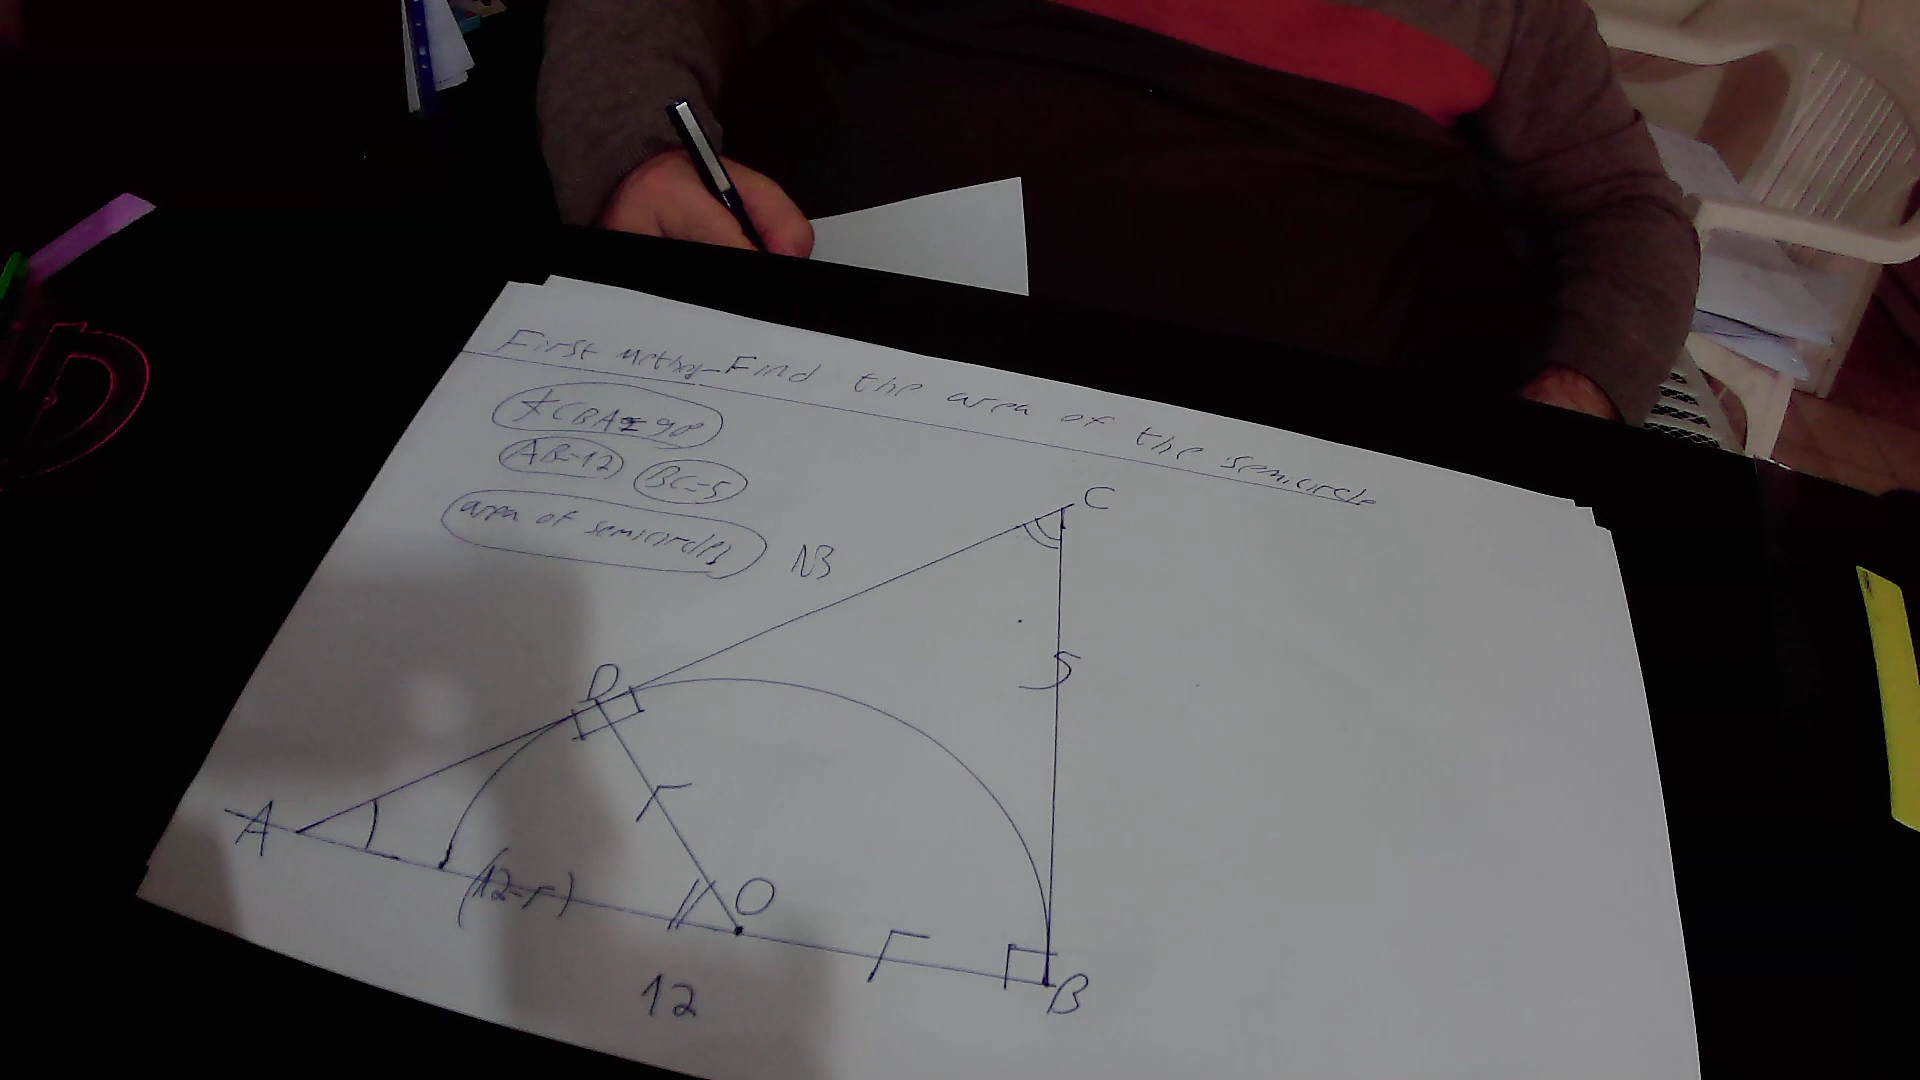 First Method-Find the area of the semicircle
∡CBA=90°
AB=12 BC=5
area of semicircle
13
C
5
D
r
A
(12-r)
O
r
B
12